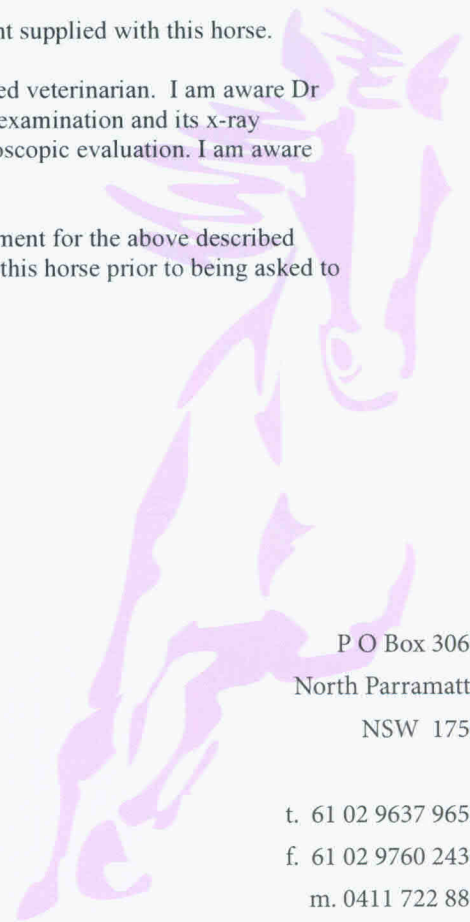 nt supplied with this horse.
ed veterinarian. I am aware Dr
examination and its x-ray
oscopic evaluation. I am aware
ment for the above described
this horse prior to being asked to
P O Box 306
North Parramatt
NSW 175
t. 61 02 9637 965
f. 61 02 9760 243
m. 0411 722 88